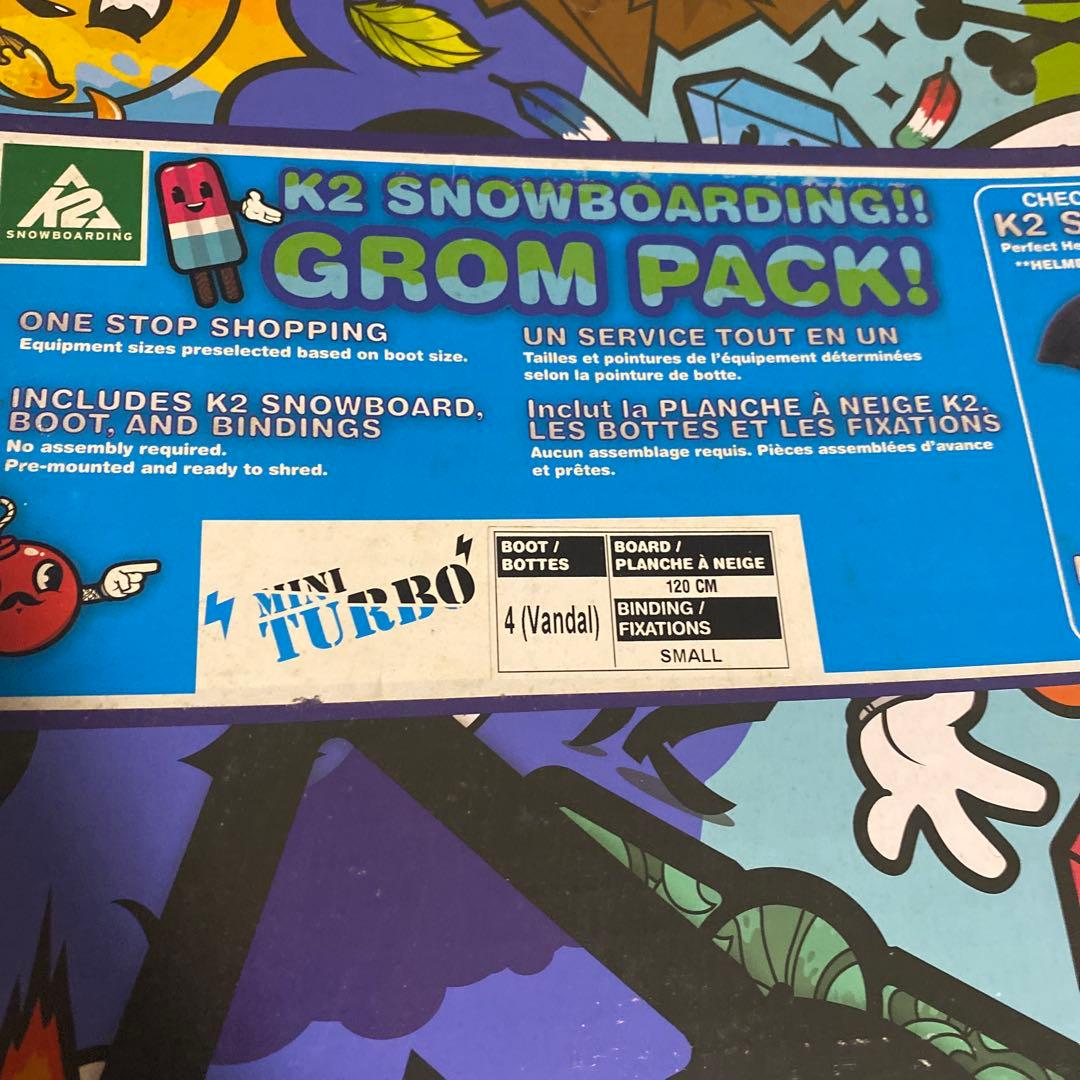 K2
SNOWBOARDING
K2 SNOWBOARDING!!
GROM PACK!
ONE STOP SHOPPING
Equipment sizes preselected based on boot size.
INCLUDES K2 SNOWBOARD,
BOOT, AND BINDINGS
No assembly required.
Pre-mounted and ready to shred.
UN SERVICE TOUT EN UN
Tailles et pointures de l'équipement déterminées
selon la pointure de botte.
Inclut la PLANCHE À NEIGE K2,
LES BOTTES ET LES FIXATIONS
Aucun assemblage requis. Pièces assemblées d'avance
et prêtes.
K2
Perfect
MINI
TURBO
BOOT /
BOTTES
4 (Vandal)
BOARD /
PLANCHE À NEIGE
120 CM
BINDING /
FIXATIONS
SMALL